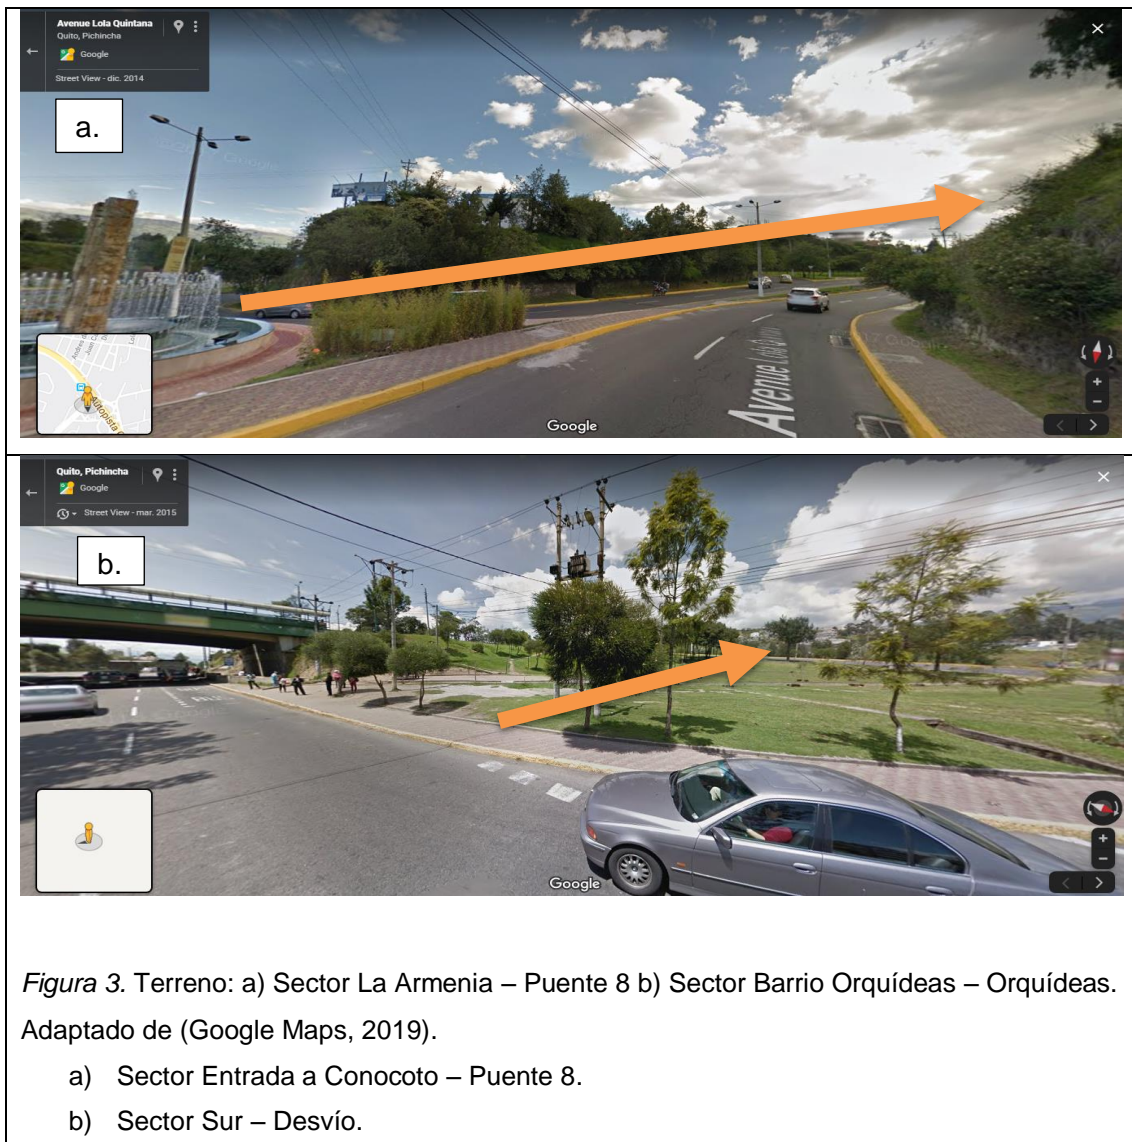 Avenue Lola Quintana
Quito, Pichincha
Google
Street View - dic. 2014
a.
Avenue Lola
Autopista
Google
Quito, Pichincha
Google
Street View - mar. 2015
b.
Google
Figura 3. Terreno: a) Sector La Armenia – Puente 8 b) Sector Barrio Orquídeas – Orquídeas.
Adaptado de (Google Maps, 2019).
a) Sector Entrada a Conocoto – Puente 8.
b) Sector Sur – Desvío.